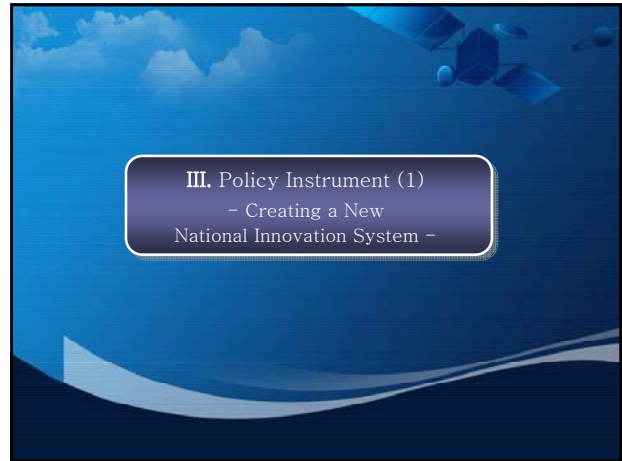 Ⅲ. Policy Instrument (1)
- Creating a New
National Innovation System -